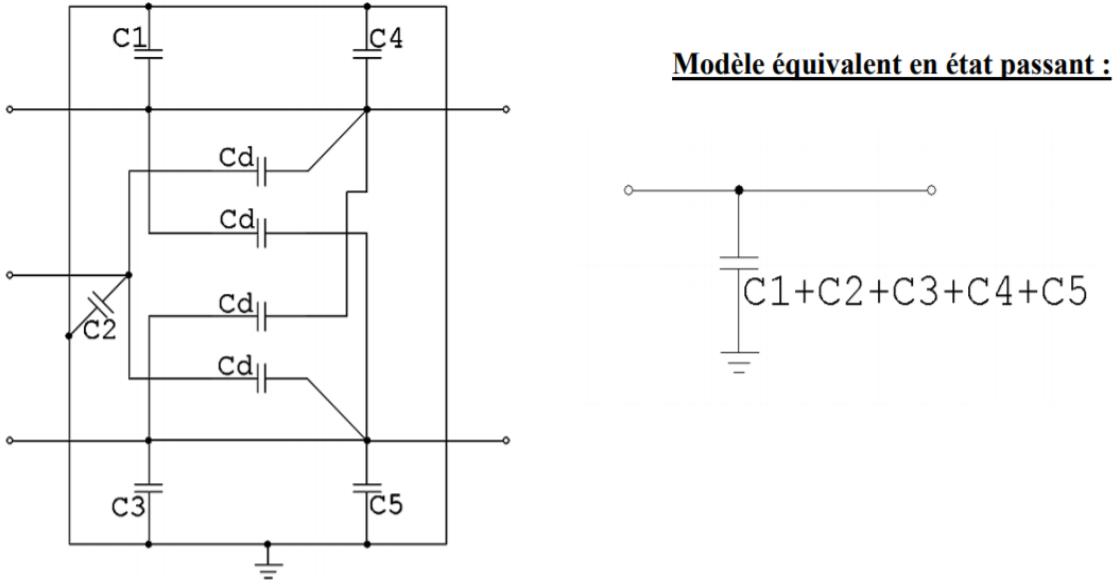 C1
C4
Modèle équivalent en état passant :
Cd
Cd
C1+C2+C3+C4+C5
Cd
C2
Cd
C3
C5